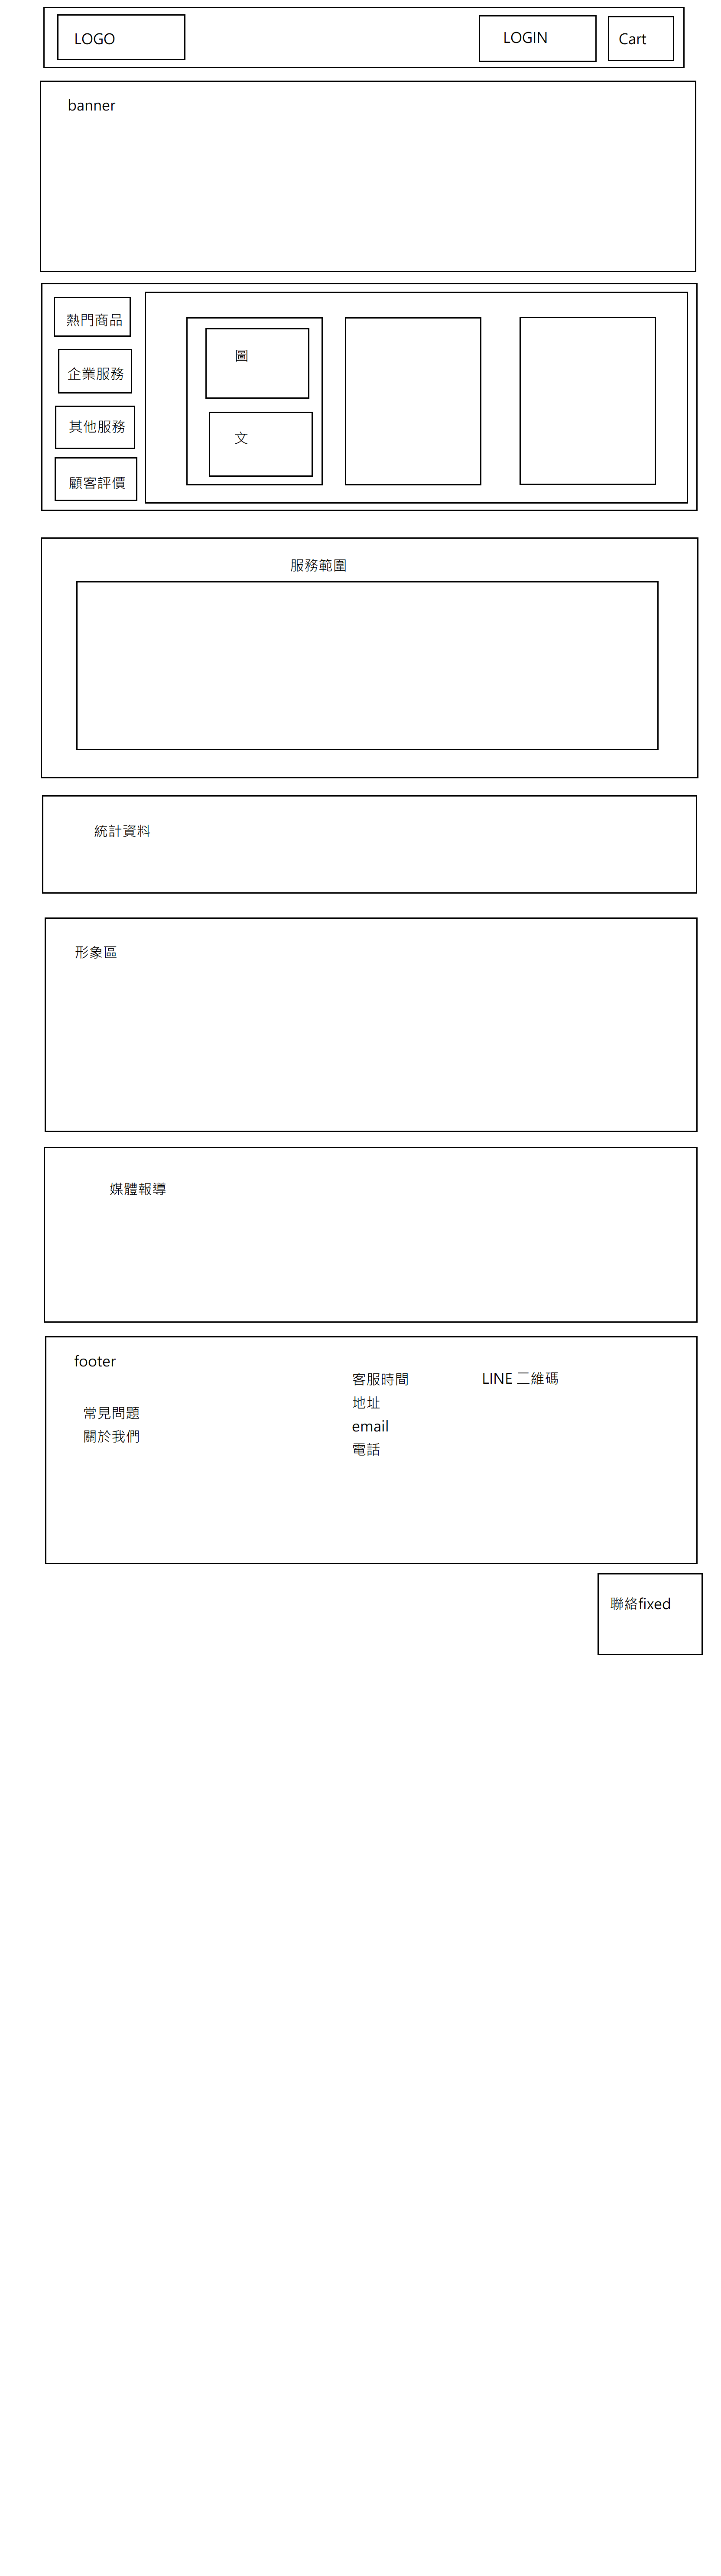 LOGO
LOGIN
Cart
banner
熱門商品
企業服務
其他服務
顧客評價
圖
文
服務範圍
統計資料
形象區
媒體報導
footer
常見問題
關於我們
客服時間
地址
email
電話
LINE 二維碼
聯絡fixed